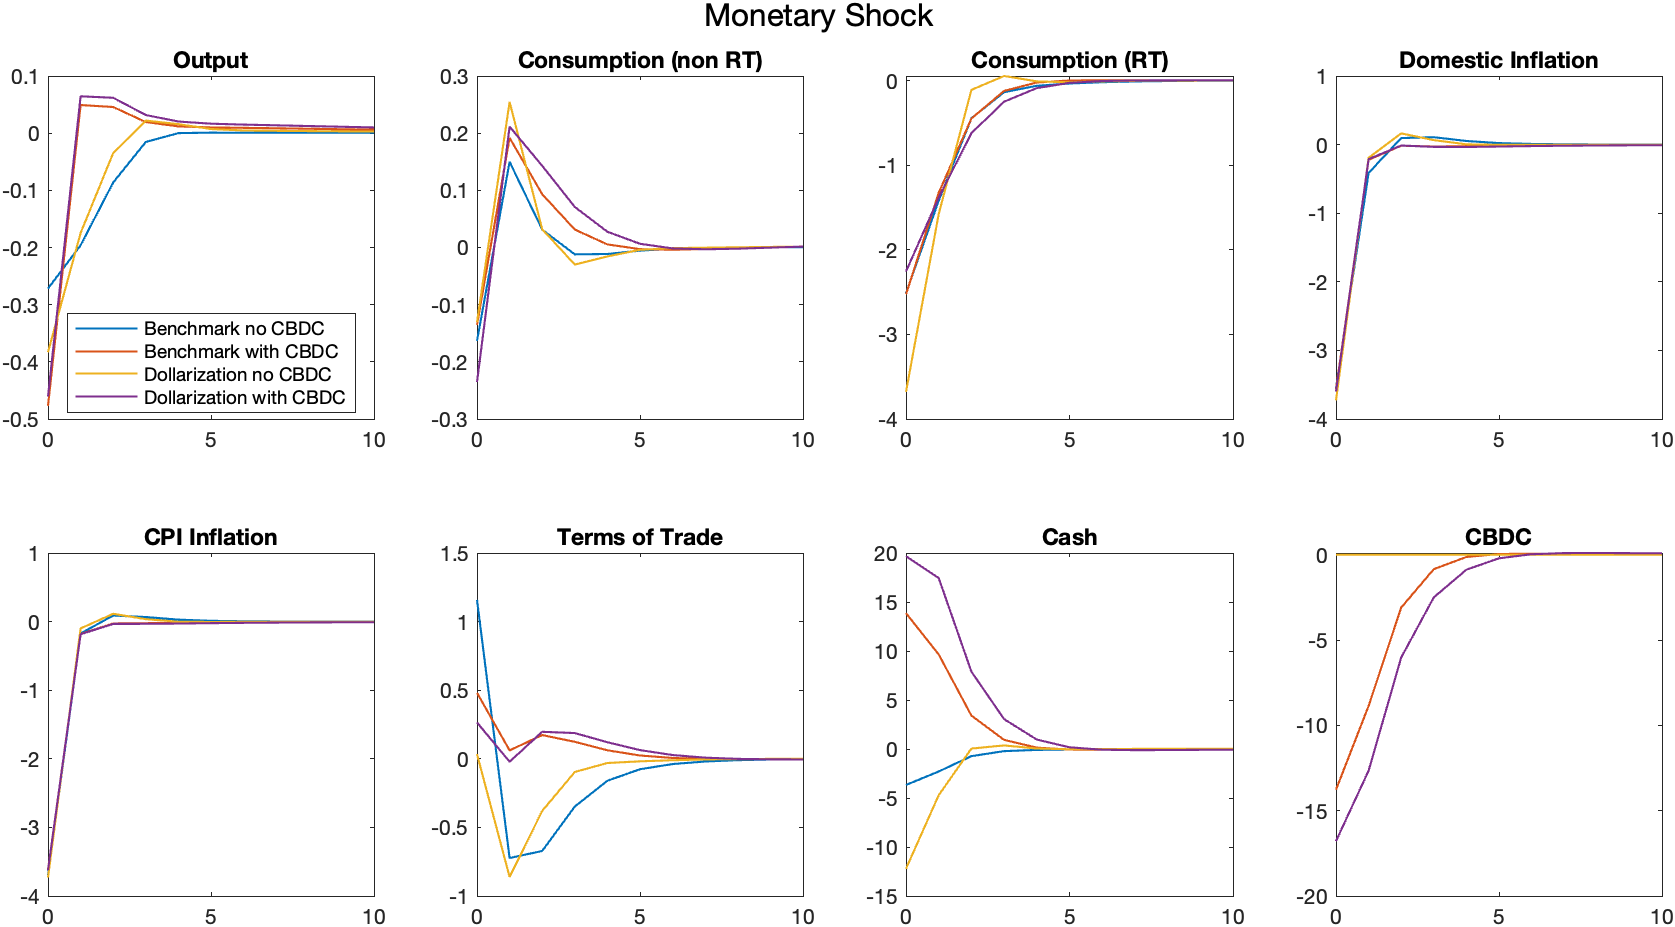 Monetary Shock
Output
0.1
0
-0.1
-0.2
-0.3
-0.4
-0.5
0 5 10
Benchmark no CBDC
Benchmark with CBDC
Dollarization no CBDC
Dollarization with CBDC
Consumption (non RT)
0.3
0.2
0.1
0
-0.1
-0.2
-0.3
0 5 10
Consumption (RT)
0
-1
-2
-3
-4
0 5 10
Domestic Inflation
1
0
-1
-2
-3
-4
0 5 10
CPI Inflation
1
0
-1
-2
-3
-4
0 5 10
Terms of Trade
1.5
1
0.5
0
-0.5
-1
0 5 10
Cash
20
15
10
5
0
-5
-10
-15
0 5 10
CBDC
0
-5
-10
-15
-20
0 5 10